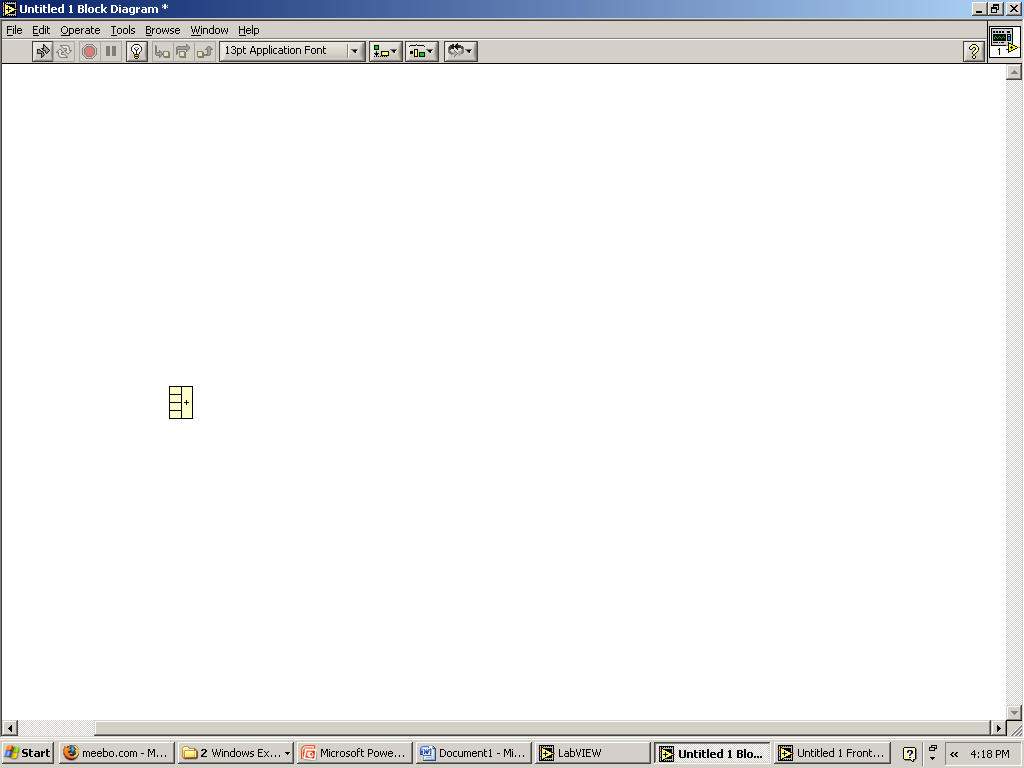 Untitled 1 Block Diagram *
File Edit Operate Tools Browse Window Help
13pt Application Font
?
1
+
Start meebo.com - M... 2 Windows Ex... Microsoft Powe... Document1 - Mi... LabVIEW Untitled 1 Blo... Untitled 1 Front... ? « 4:18 PM